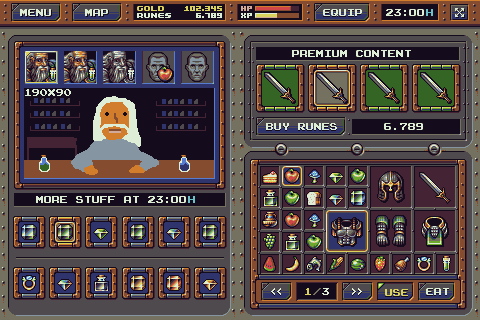 MENU
MAP
GOLD 102.345
RUNES 6.789
HP
XP
EQUIP
23:00H
190X90
MORE STUFF AT 23:00H
PREMIUM CONTENT
BUY RUNES
6.789
<<
1/3
>>
USE
EAT